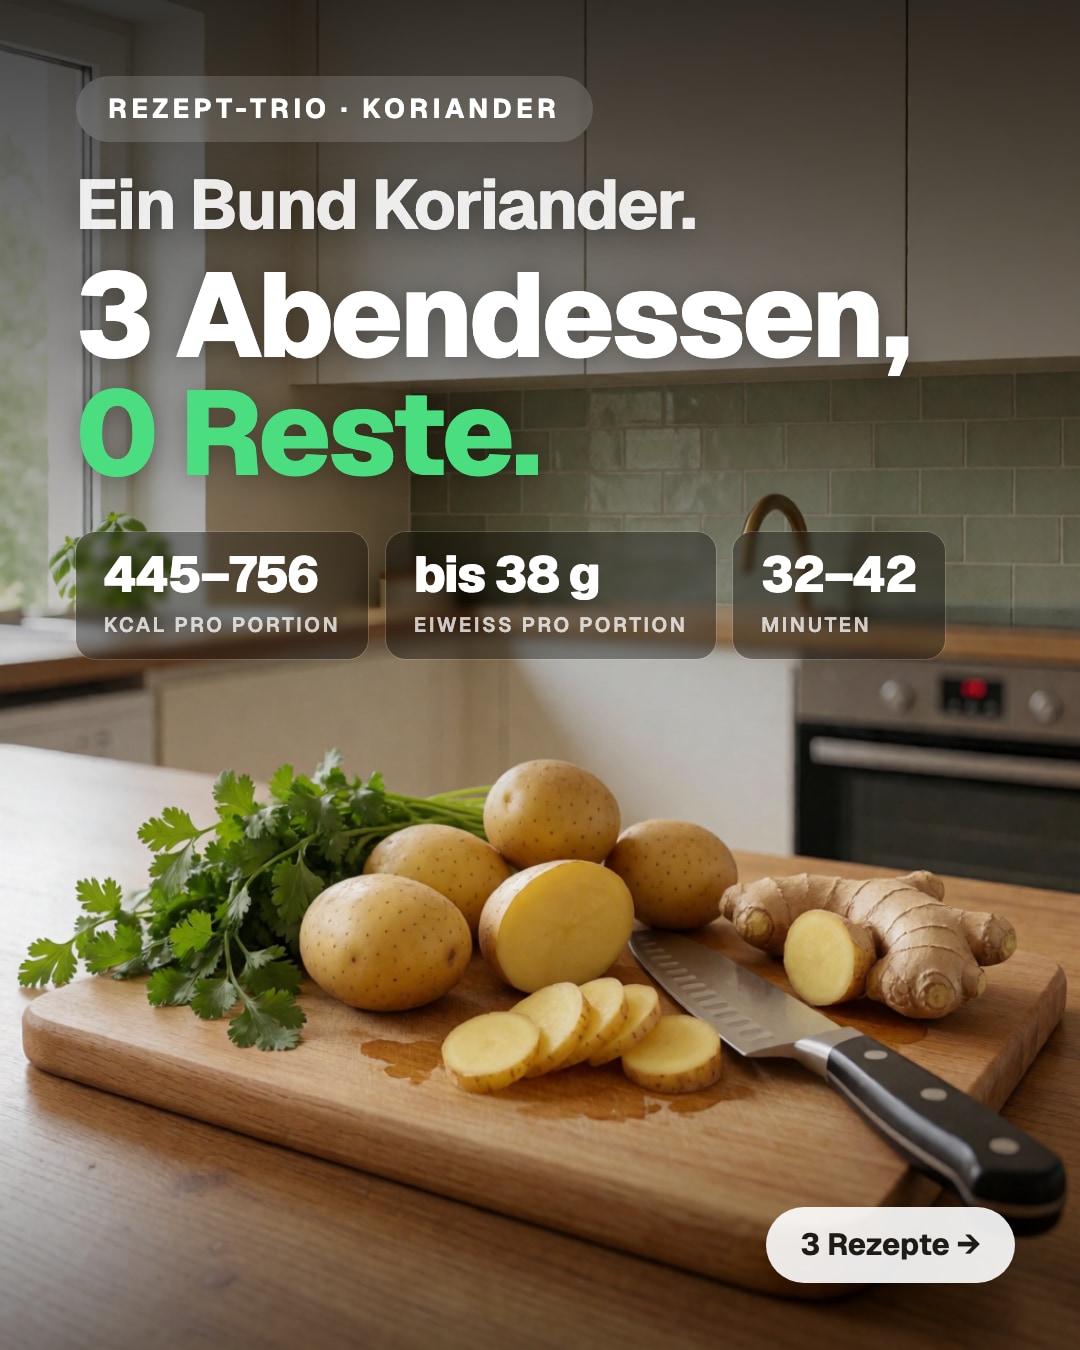 REZEPT-TRIO · KORIANDER
Ein Bund Koriander.
3 Abendessen,
0 Reste.
445–756
KCAL PRO PORTION
bis 38 g
EIWEISS PRO PORTION
32–42
MINUTEN
3 Rezepte →